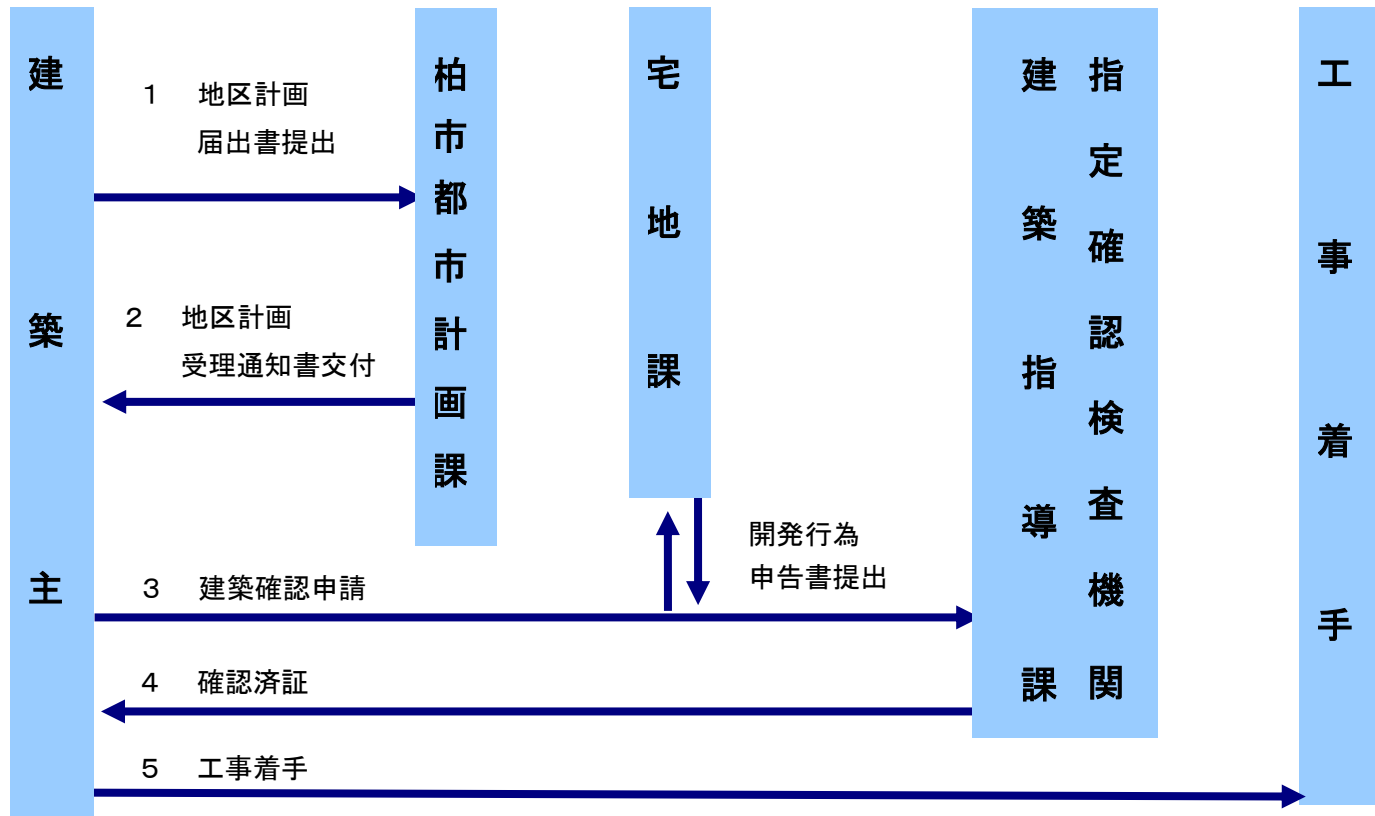 建築主
1 地区計画
届出書提出
2 地区計画
受理通知書交付
柏市都市計画課
宅地課
開発行為
申告書提出
3 建築確認申請
4 確認済証
5 工事着手
指定確認検査機関
建築指導課
工事着手